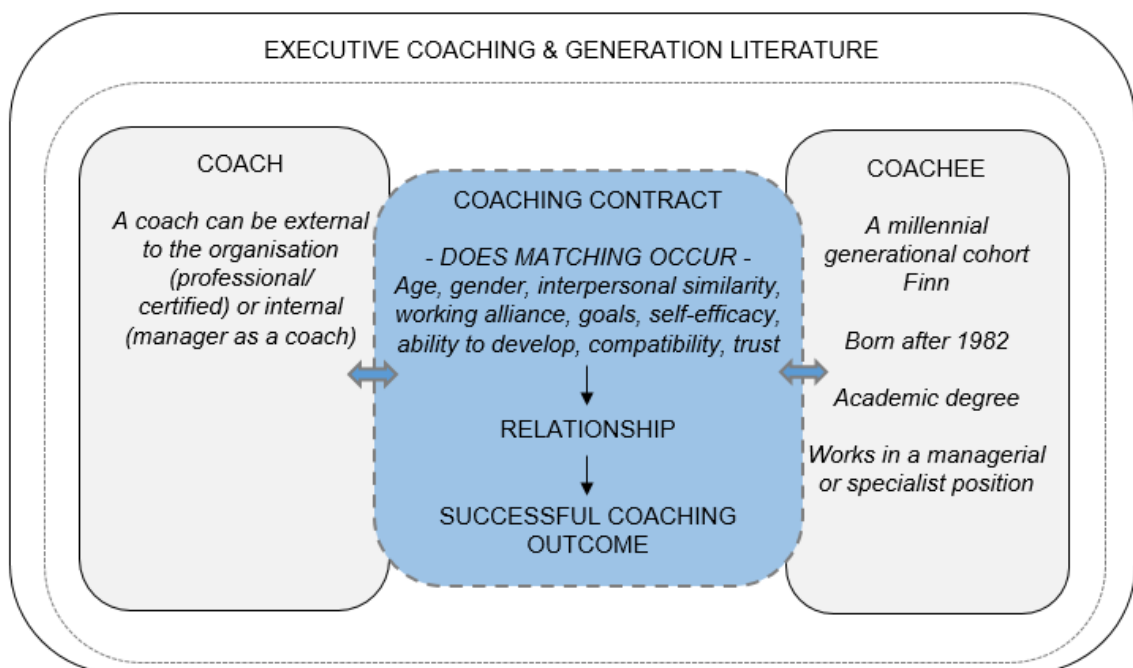 EXECUTIVE COACHING & GENERATION LITERATURE
COACH
A coach can be external
to the organisation
(professional/
certified) or internal
(manager as a coach)
COACHING CONTRACT
- DOES MATCHING OCCUR -
Age, gender, interpersonal similarity,
working alliance, goals, self-efficacy,
ability to develop, compatibility, trust
RELATIONSHIP
SUCCESSFUL COACHING
OUTCOME
COACHEE
A millennial
generational cohort
Finn
Born after 1982
Academic degree
Works in a managerial
or specialist position